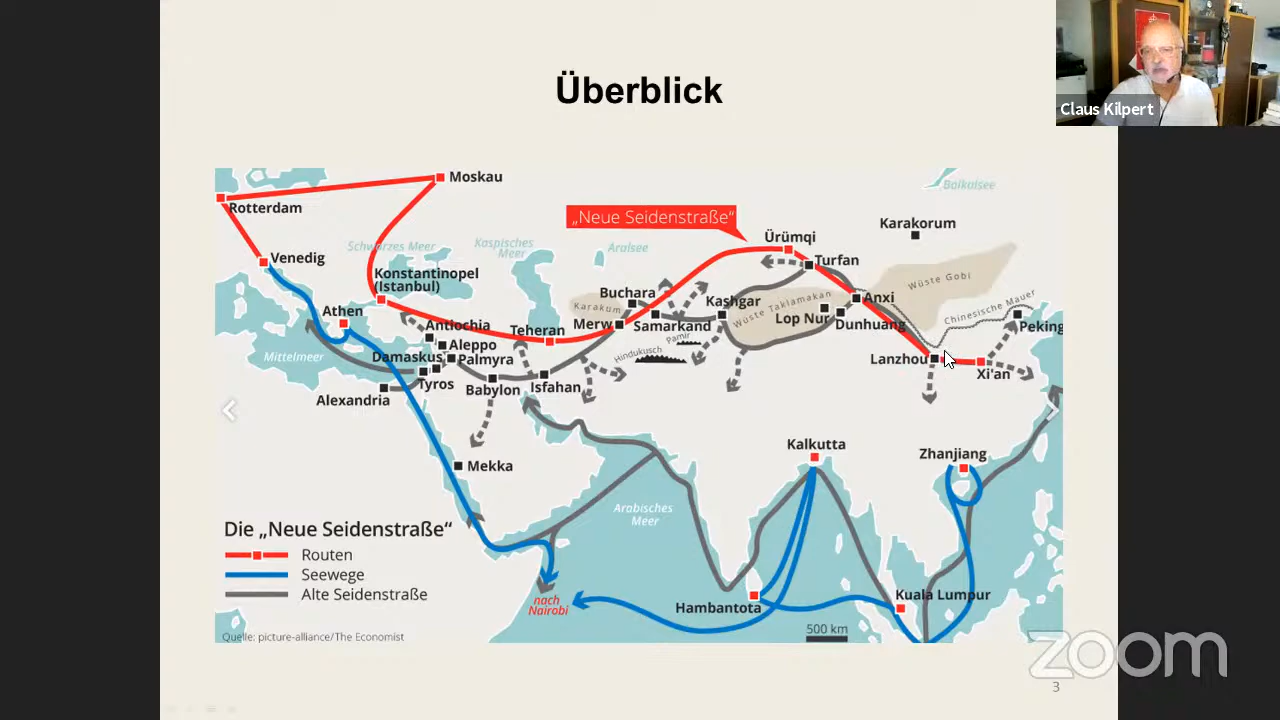 Überblick
Claus Kilpert
Moskau
Baikalsee
Rotterdam
„Neue Seidenstraße“
Karakorum
Schwarzes Meer
Kaspisches
Meer
Aralsee
Ürümqi
Venedig
Turfan
Konstantinopel
(Istanbul)
Wüste Gobi
Buchara
Kashgar
Wüste Taklamakan
Anxi
Chinesische Mauer
Athen
Karakum
Antiochia
Teheran
Merw
Samarkand
Lop Nur
Dunhuang
Peking
Aleppo
Pamir
Mittelmeer
Damaskus
Palmyra
Hindukusch
Lanzhou
Xi'an
Tyros
Babylon
Isfahan
Alexandria
Kalkutta
Zhanjiang
Mekka
Arabisches
Meer
Die „Neue Seidenstraße“
Routen
Seewege
Alte Seidenstraße
nach
Nairobi
Hambantota
Kuala Lumpur
500 km
Quelle: picture-alliance/The Economist
zoom
3